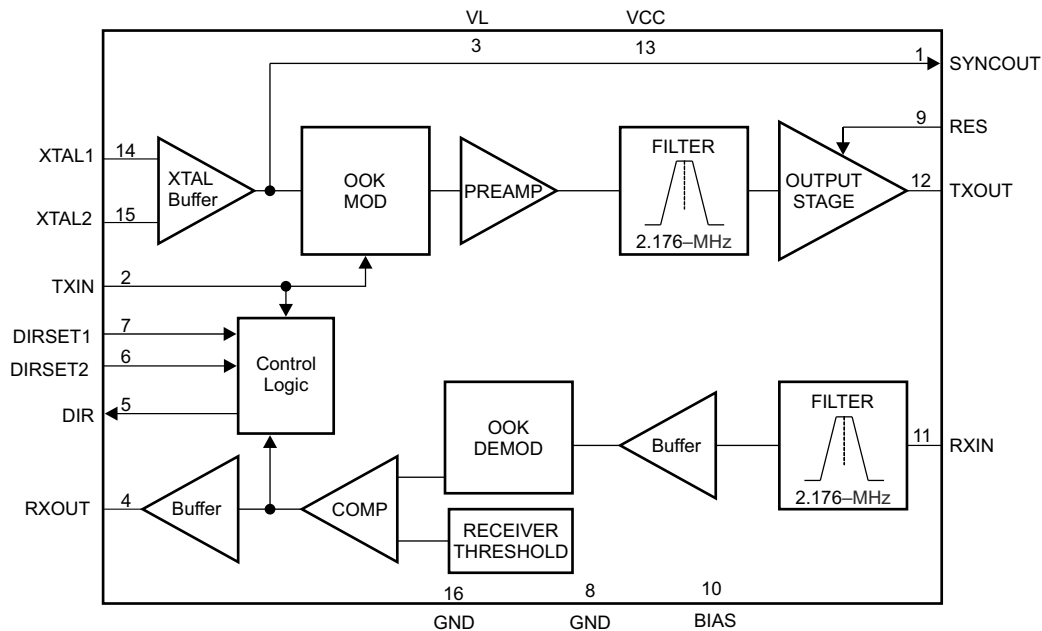 VL VCC
3 13
1 SYNCOUT
9 RES
XTAL1 14
XTAL
Buffer
XTAL2 15
OOK
MOD
PREAMP
FILTER
2.176–MHz
OUTPUT
STAGE
12 TXOUT
TXIN 2
DIRSET1 7
DIRSET2 6
DIR 5
Control
Logic
OOK
DEMOD
Buffer
FILTER
2.176–MHz
11 RXIN
RXOUT 4
Buffer
COMP
RECEIVER
THRESHOLD
16 8 10
GND GND BIAS